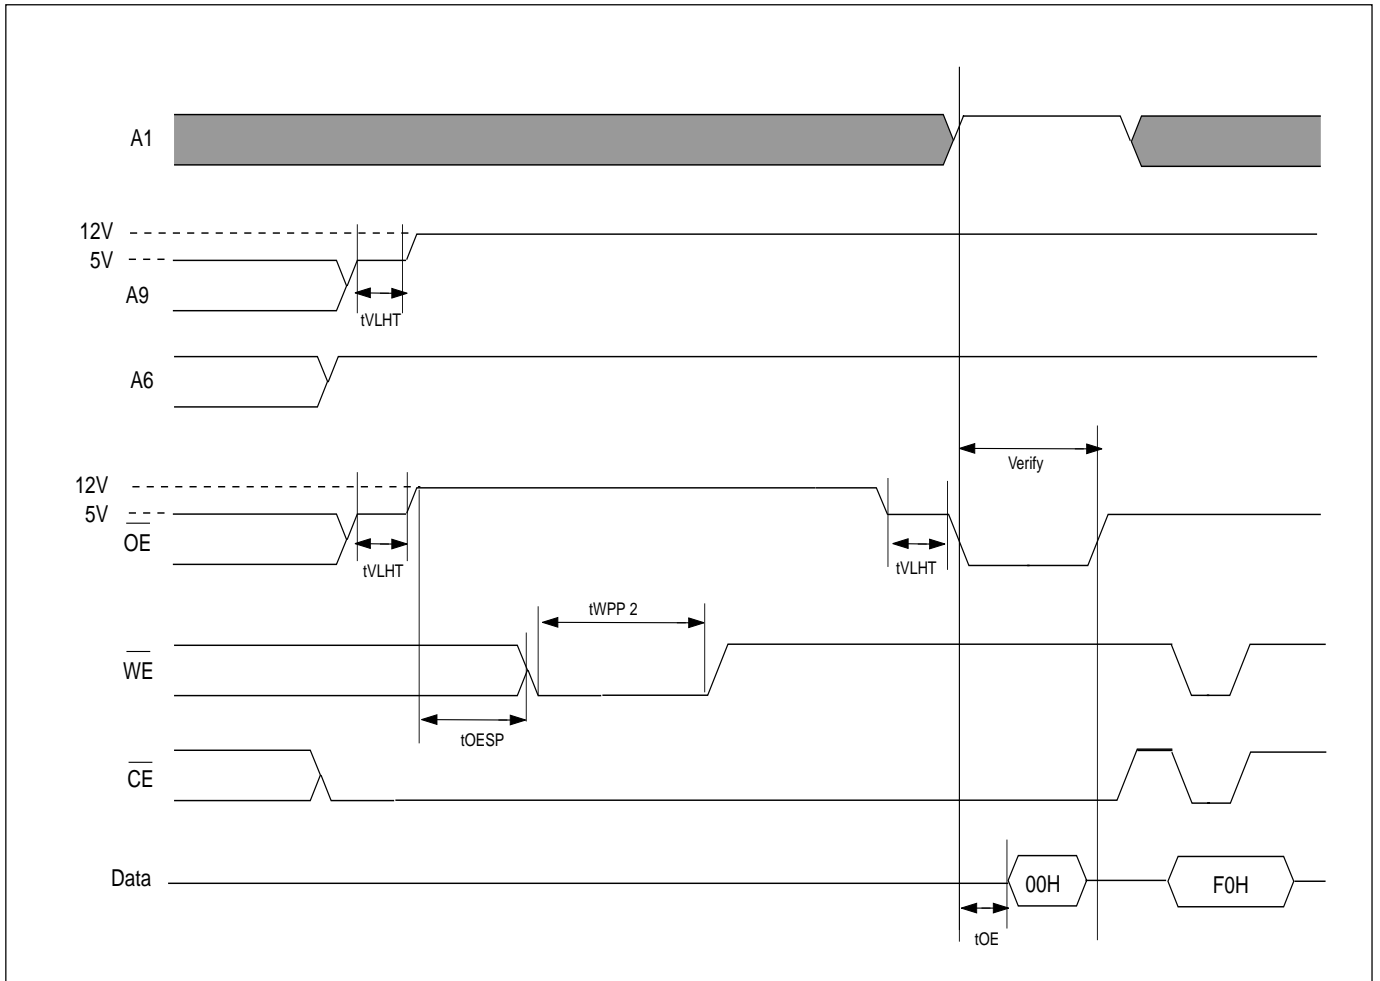 A1
12V
5V
A9
tVLHT
A6
Verify
12V
5V
OE
tVLHT
tVLHT
tWPP 2
WE
tOESP
CE
Data
00H
F0H
tOE